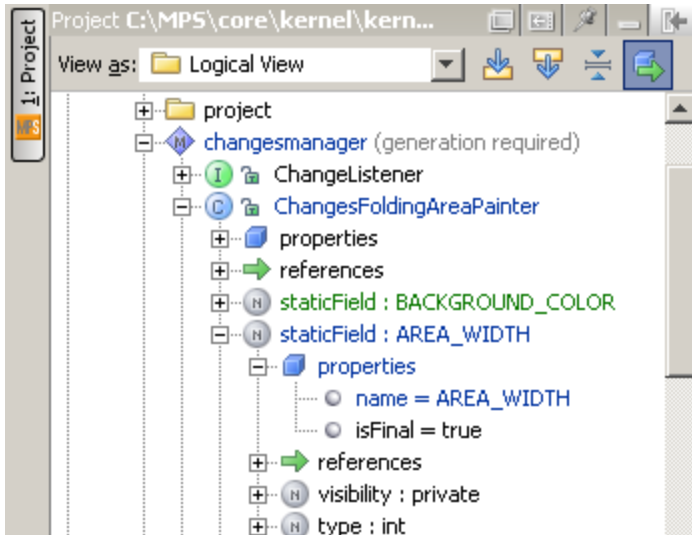 Project C:\MPS\core\kernel\kern...
1: Project
MPS
View as: Logical View
project
changesmanager (generation required)
M
I ChangeListener
C ChangesFoldingAreaPainter
properties
references
N staticField : BACKGROUND_COLOR
N staticField : AREA_WIDTH
properties
name = AREA_WIDTH
isFinal = true
references
N visibility : private
N type : int